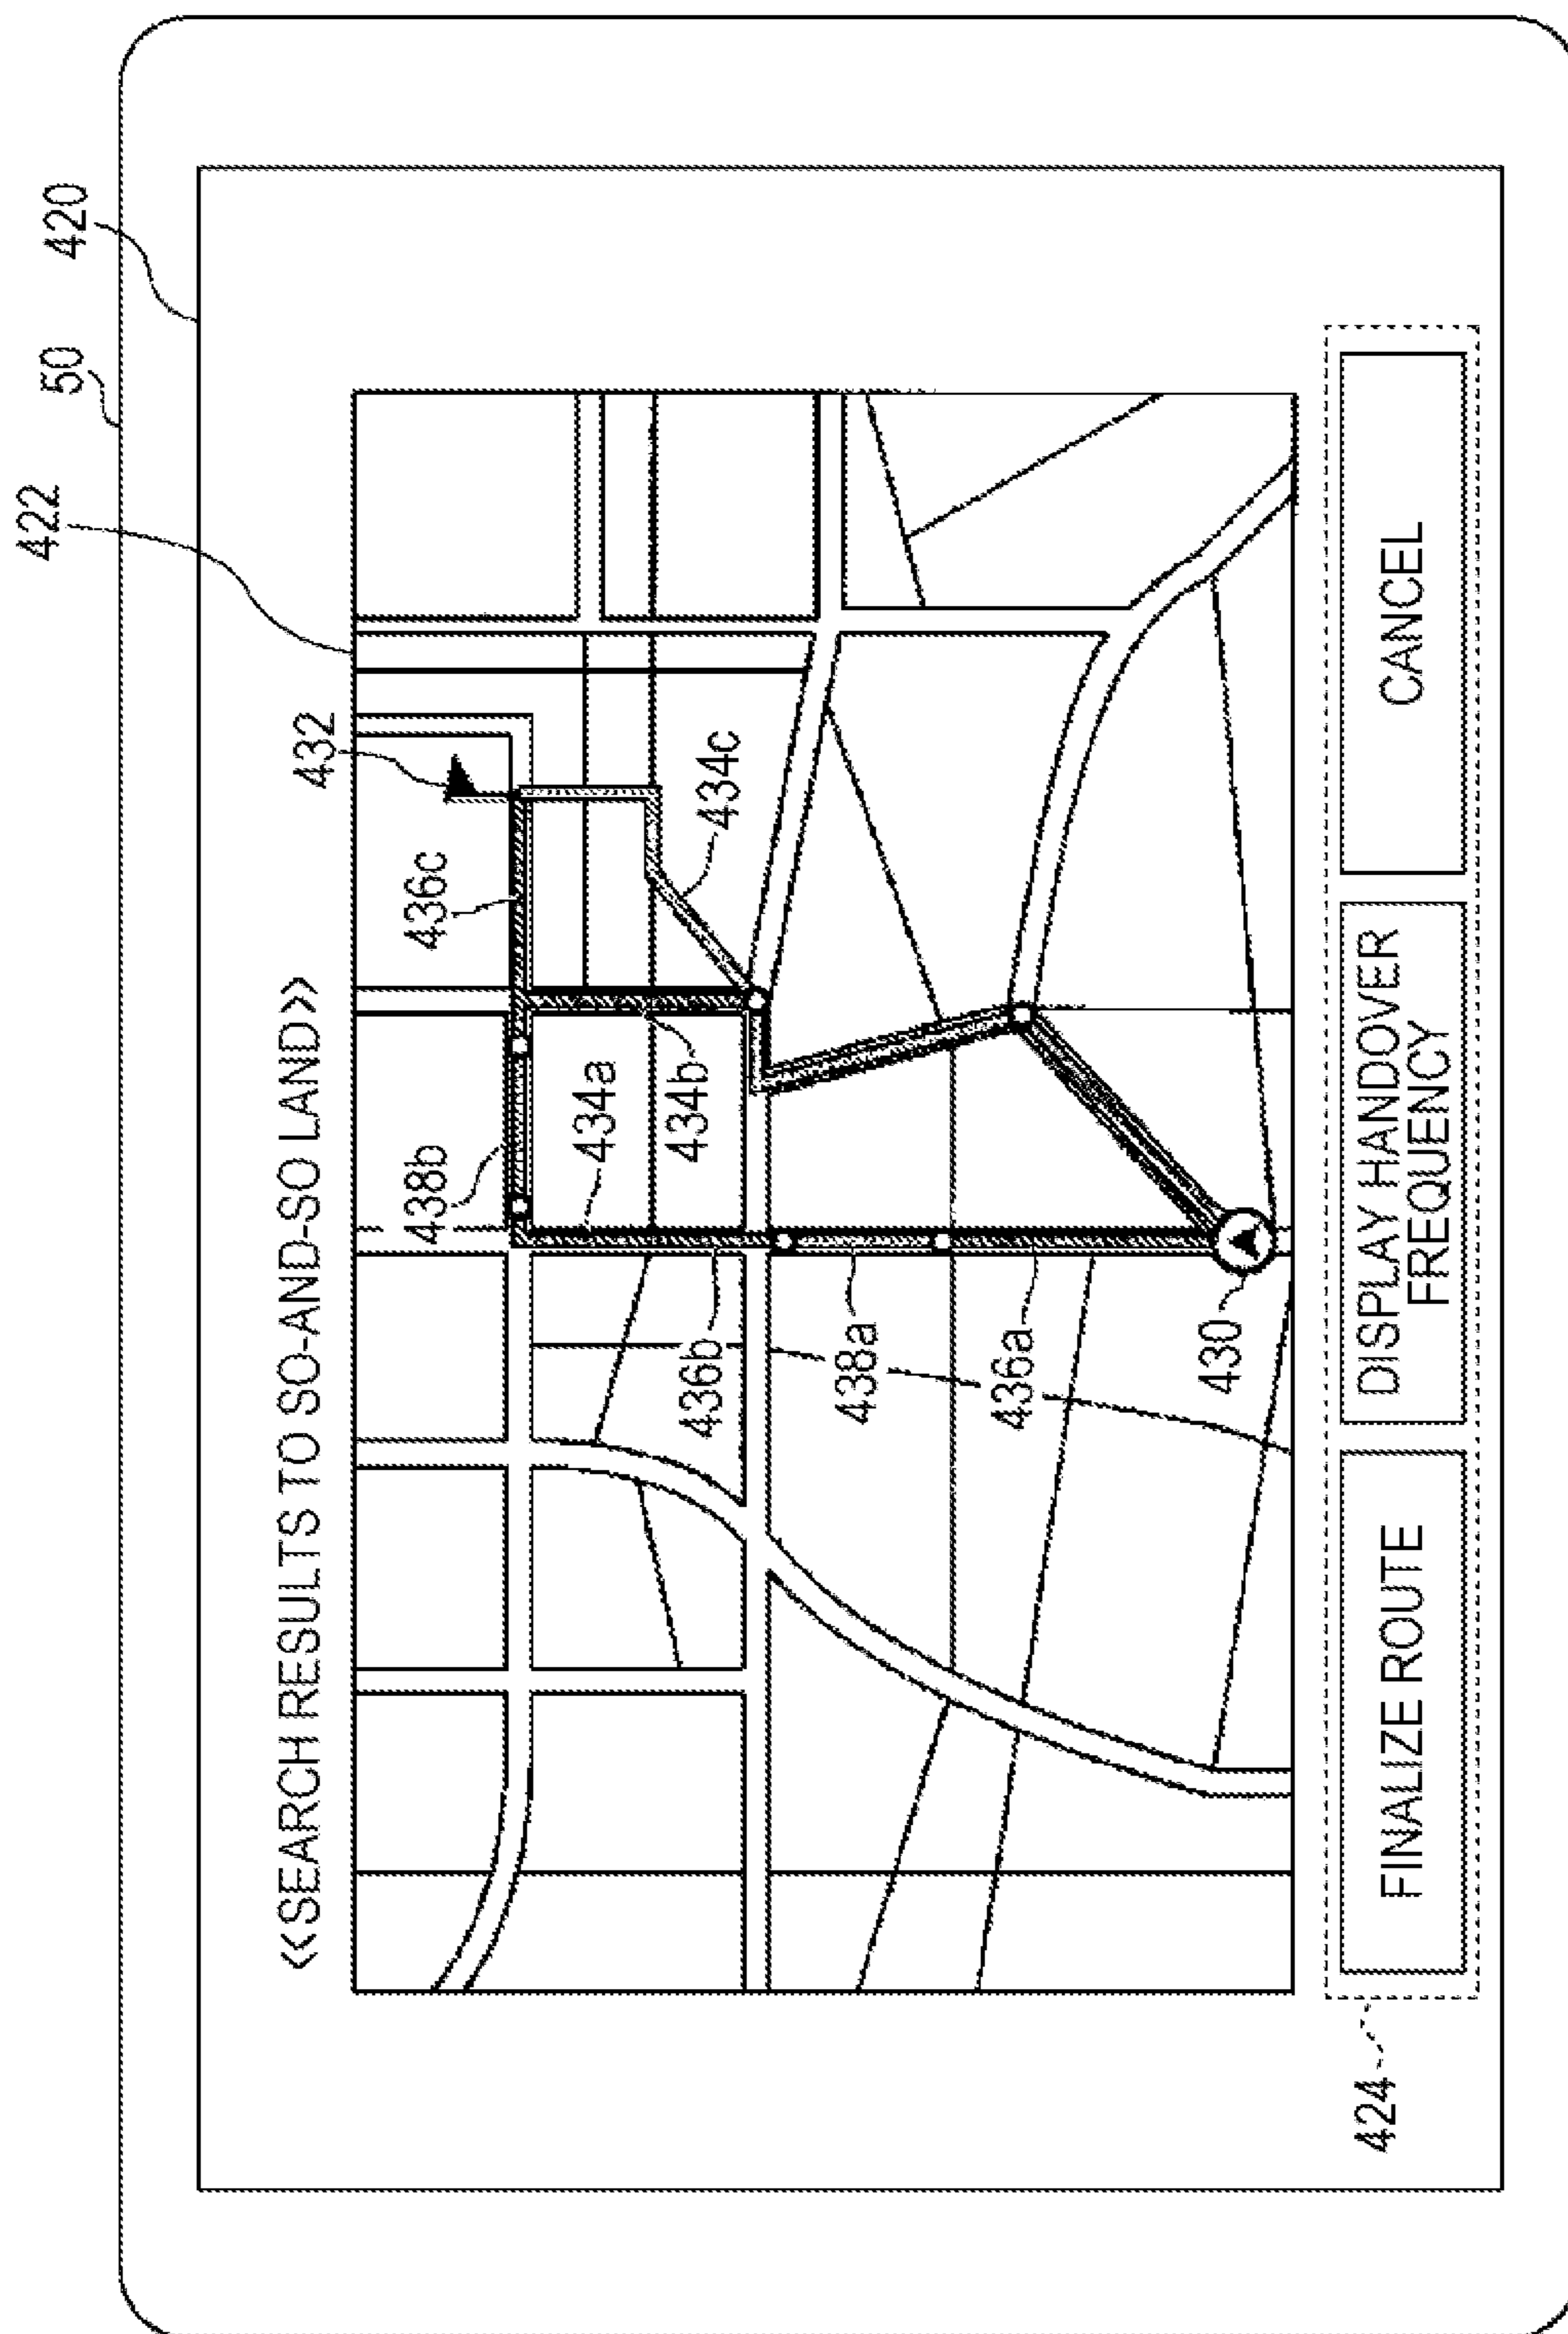 50
420
422
«SEARCH RESULTS TO SO-AND-SO LAND»
432
436c
438b
434a
434b
434c
436b
438a
436a
430
424
FINALIZE ROUTE
DISPLAY HANDOVER
FREQUENCY
CANCEL